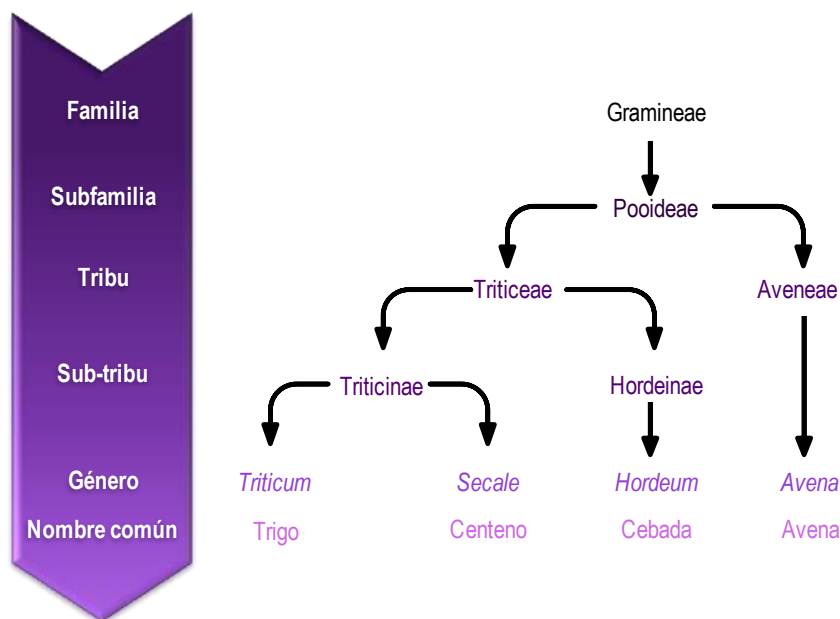 Familia
Gramineae
Subfamilia
Pooideae
Tribu
Triticeae
Aveneae
Sub-tribu
Triticinae
Hordeinae
Género
Triticum
Secale
Hordeum
Avena
Nombre común
Trigo
Centeno
Cebada
Avena